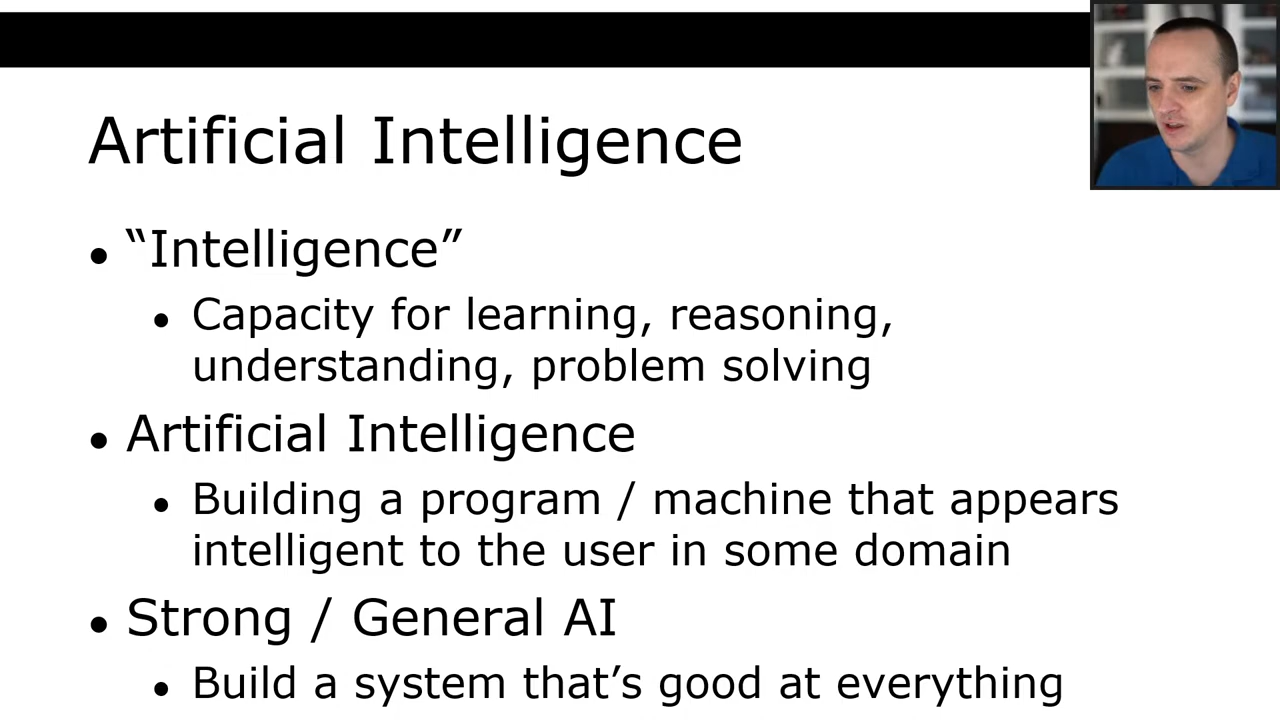 Artificial Intelligence
• “Intelligence”
• Capacity for learning, reasoning,
understanding, problem solving
• Artificial Intelligence
• Building a program / machine that appears
intelligent to the user in some domain
• Strong / General AI
• Build a system that’s good at everything